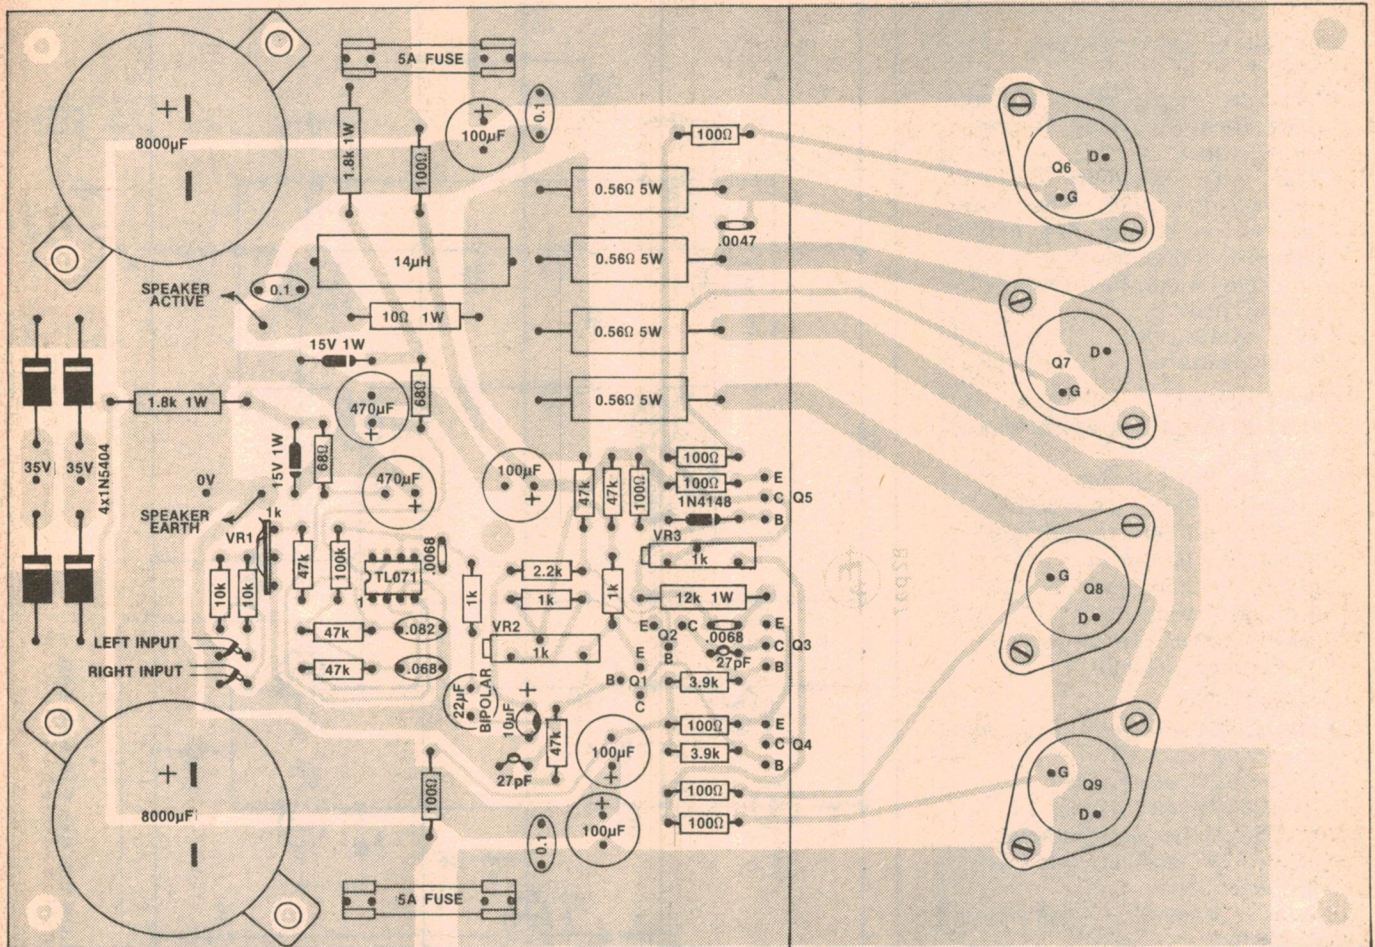 5A FUSE
+
8000µF
1.8k 1W
100Ω
+
100µF
0.1
100Ω
Q6
D
G
0.56Ω 5W
.0047
14µH
0.56Ω 5W
SPEAKER
ACTIVE
0.1
10Ω 1W
0.56Ω 5W
15V 1W
Q7
D
G
68Ω
470µF
+
0.56Ω 5W
1.8k 1W
35V
35V
4x1N5404
0V
15V 1W
68Ω
470µF
+
100µF
+
47k
47k
100Ω
100Ω
100Ω
1N4148
E
C Q5
B
SPEAKER
EARTH
1k
VR1
10k
10k
47k
100k
TL071
1
.0068
1k
2.2k
1k
1k
VR3
1k
12k 1W
G
Q8
D
LEFT INPUT
RIGHT INPUT
47k
.082
47k
.068
VR2
1k
E
C
Q2
B
.0068
27pF
E
C Q3
B
E
B
Q1
C
3.9k
22µF
BIPOLAR
+
10µF
47k
27pF
100µF
+
100Ω
3.9k
E
C Q4
B
100Ω
100Ω
G
Q9
D
+
8000µF
100Ω
0.1
+
100µF
5A FUSE